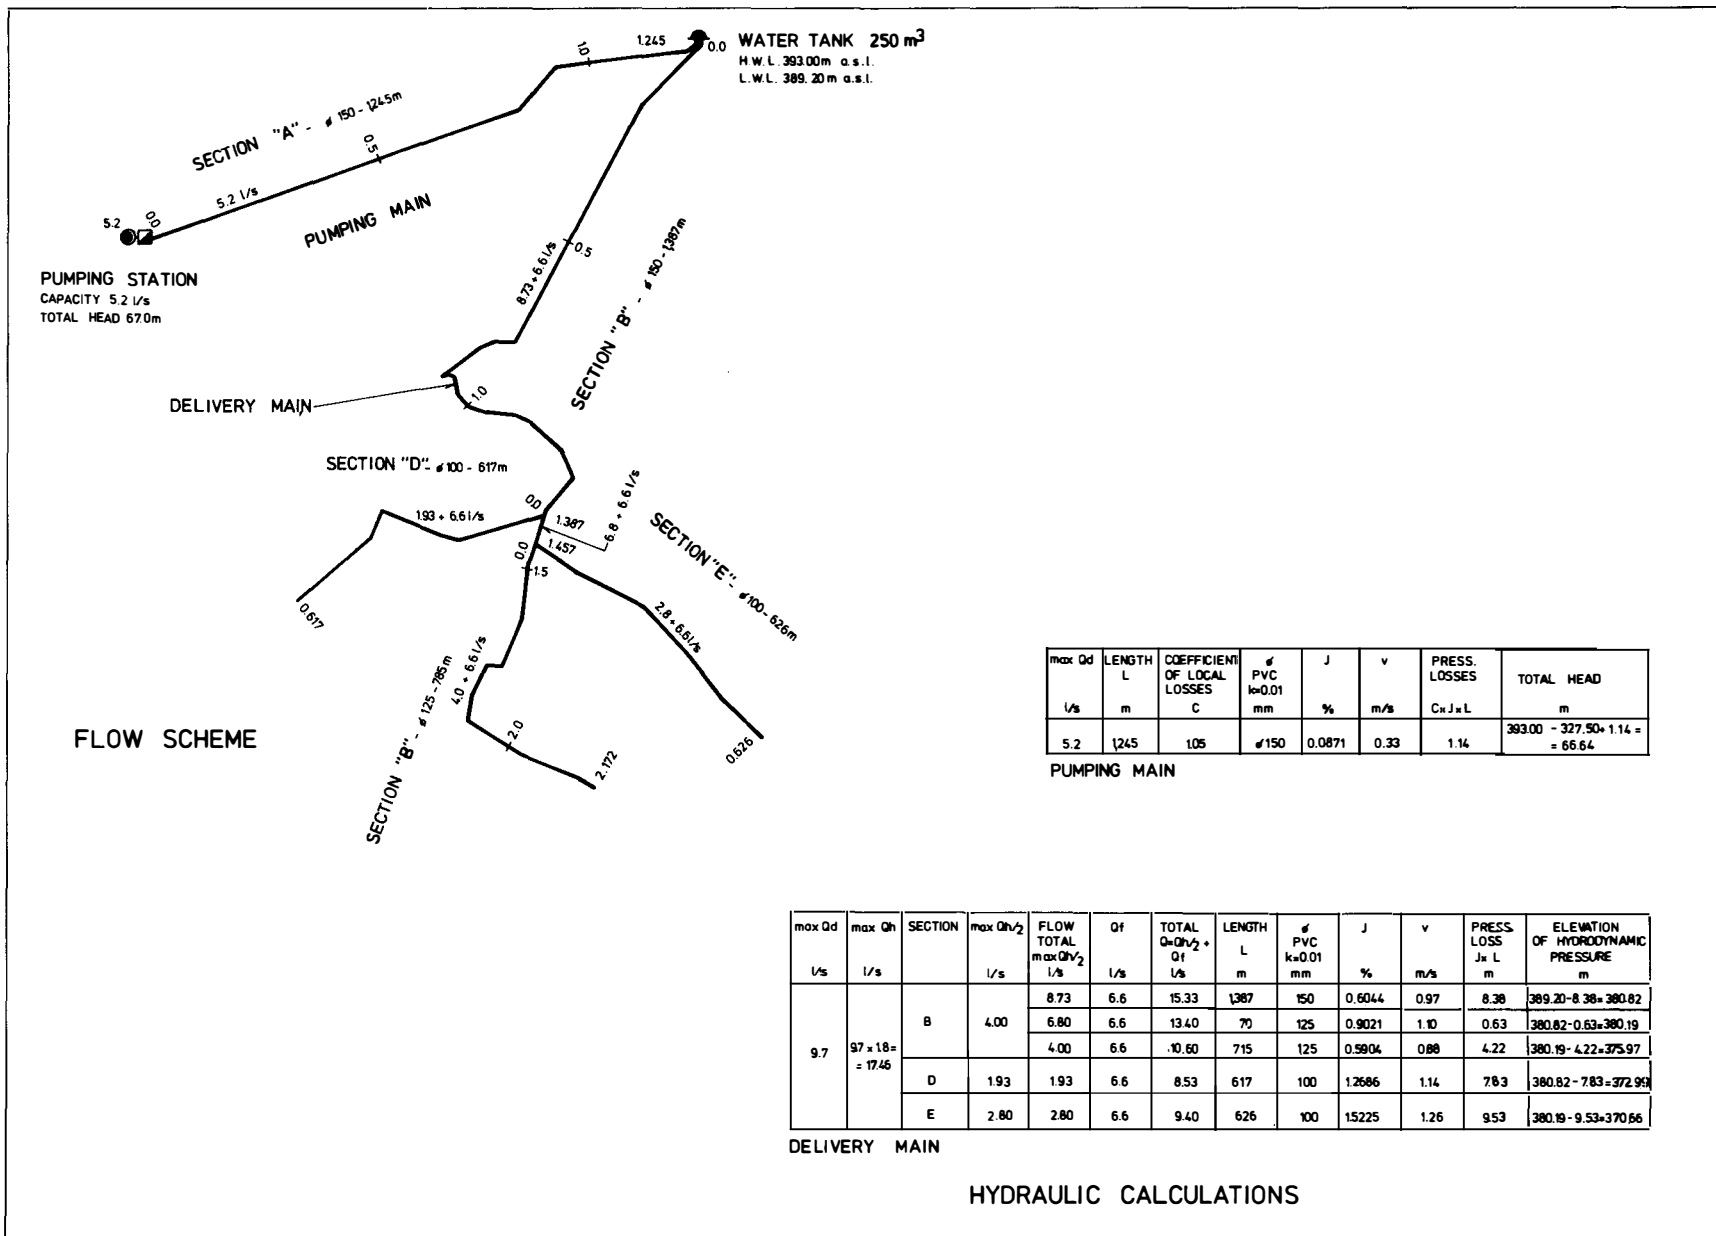 WATER TANK 250 m³
H.W.L. 393.00m a.s.l.
L.W.L. 389.20m a.s.l.
0.0
1.245
1.0
SECTION "A" - ø 150 - 1,245m
0.5
5.2 l/s
PUMPING MAIN
5.2
0.0
PUMPING STATION
CAPACITY 5.2 l/s
TOTAL HEAD 67.0m
8.73 + 6.6 l/s
0.5
SECTION "B" - ø 150 - 1,387m
DELIVERY MAIN
1.0
SECTION "D" - ø 100 - 617m
0.0
1.93 + 6.6 l/s
1.387
6.8 + 6.6 l/s
1.457
0.0
1.5
SECTION "E" - ø 100 - 626m
0.617
2.8 + 6.6 l/s
4.0 + 6.6 l/s
SECTION "B" - ø 125 - 785m
2.0
2.172
0.626
FLOW SCHEME
max Qd LENGTH COEFFICIENT ø J v PRESS. TOTAL HEAD
L OF LOCAL PVC LOSSES
LOSSES k=0.01
l/s m C mm % m/s C x J x L m
5.2 1,245 1.05 ø 150 0.0871 0.33 1.14 393.00 - 327.50 + 1.14 =
= 66.64
PUMPING MAIN
max Qd max Qh SECTION max Qh/2 FLOW Qf TOTAL LENGTH ø J v PRESS. ELEVATION
TOTAL Q=Qh/2 + L PVC LOSS OF HYDRODYNAMIC
max Qh/2 Qf k=0.01 J x L PRESSURE
l/s l/s l/s l/s l/s l/s m mm % m/s m m
8.73 6.6 15.33 1,387 150 0.6044 0.97 8.38 389.20-8.38=380.82
B 4.00 6.80 6.6 13.40 70 125 0.9021 1.10 0.63 380.82-0.63=380.19
9.7 9.7 x 1.8 = 4.00 6.6 10.60 715 125 0.5904 0.88 4.22 380.19-4.22=375.97
= 17.46
D 1.93 1.93 6.6 8.53 617 100 1.2686 1.14 7.83 380.82-7.83=372.99
E 2.80 2.80 6.6 9.40 626 100 1.5225 1.26 9.53 380.19-9.53=370.66
DELIVERY MAIN
HYDRAULIC CALCULATIONS